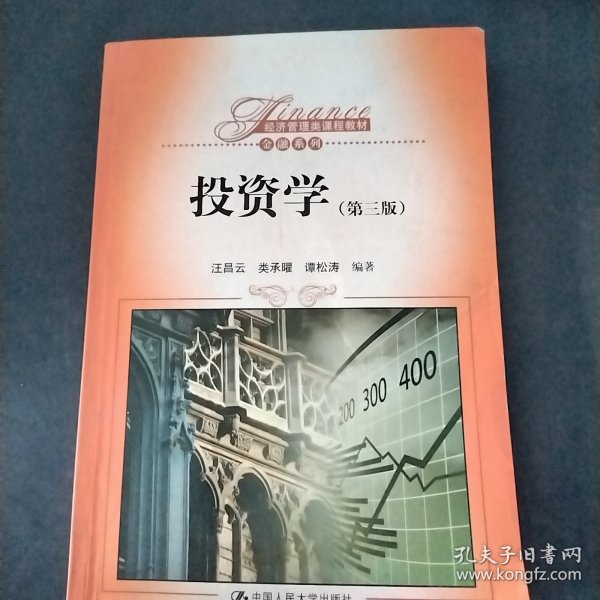 Finance
经济管理类课程教材
金融系列
投资学(第三版)
汪昌云 类承曜 谭松涛 编著
200 300 400
中国人民大学出版社
孔夫子旧书网
www.kongfz.com